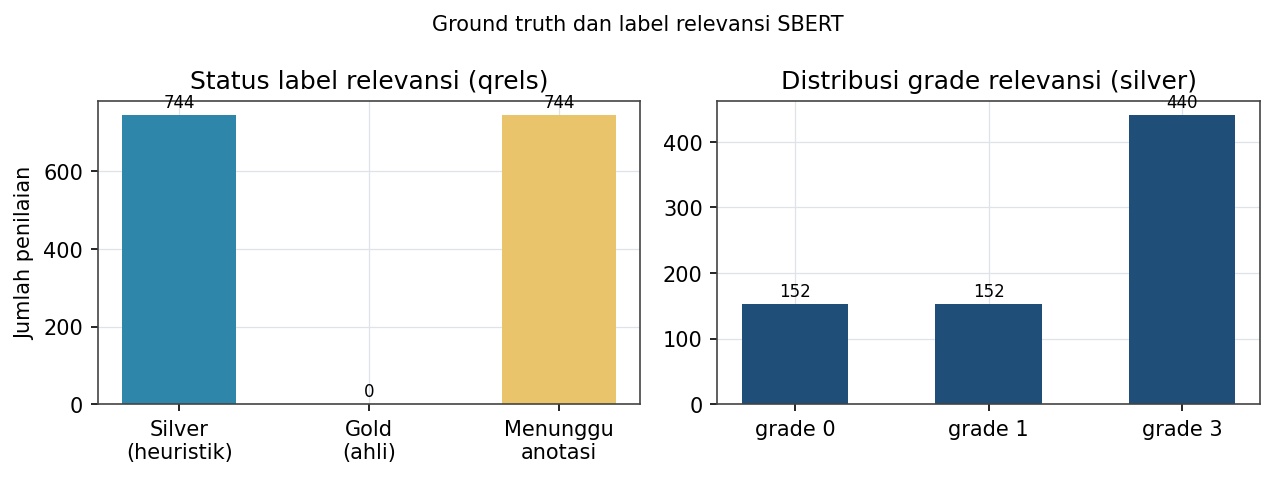 Ground truth dan label relevansi SBERT
Status label relevansi (qrels)
744
0
744
Jumlah penilaian
600
400
200
0
Silver
(heuristik)
Gold
(ahli)
Menunggu
anotasi
Distribusi grade relevansi (silver)
152
152
440
400
300
200
100
0
grade 0
grade 1
grade 3